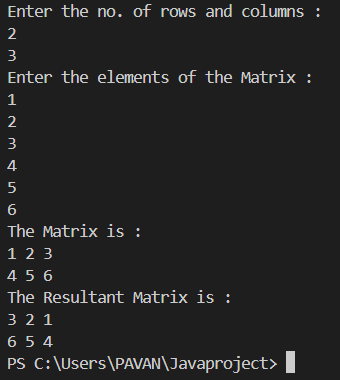 Enter the no. of rows and columns :
2
3
Enter the elements of the Matrix :
1
2
3
4
5
6
The Matrix is :
1 2 3
4 5 6
The Resultant Matrix is :
3 2 1
6 5 4
PS C:\Users\PAVAN\Javaproject>